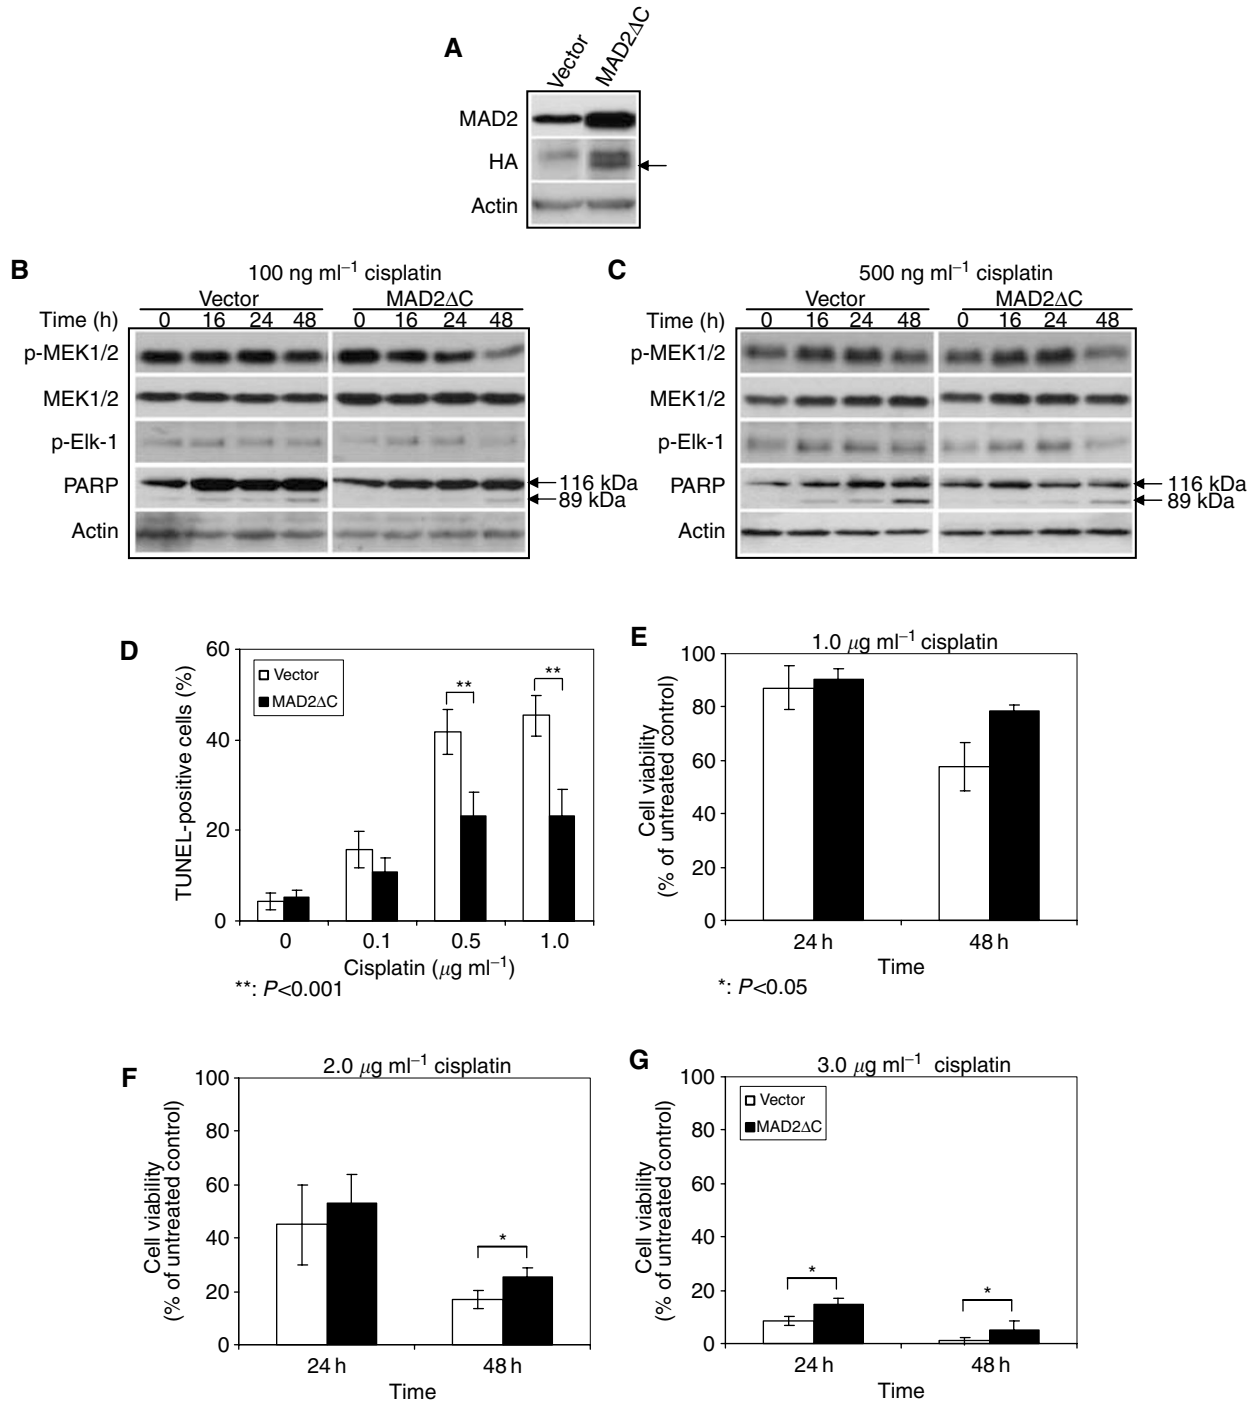 A
Vector
MAD2ΔC
MAD2
HA
Actin
B
100 ng ml⁻¹ cisplatin
Vector MAD2ΔC
Time (h) 0 16 24 48 0 16 24 48
p-MEK1/2
MEK1/2
p-Elk-1
PARP
116 kDa
89 kDa
Actin
C
500 ng ml⁻¹ cisplatin
Vector MAD2ΔC
Time (h) 0 16 24 48 0 16 24 48
p-MEK1/2
MEK1/2
p-Elk-1
PARP
116 kDa
89 kDa
Actin
D
TUNEL-positive cells (%)
60
40
20
0
Vector
MAD2ΔC
**
**
0 0.1 0.5 1.0
Cisplatin (μg ml⁻¹)
**: P<0.001
E
1.0 μg ml⁻¹ cisplatin
Cell viability
(% of untreated control)
100
80
60
40
20
0
24 h 48 h
Time
*: P<0.05
F
2.0 μg ml⁻¹ cisplatin
Cell viability
(% of untreated control)
100
80
60
40
20
0
*
24 h 48 h
Time
G
3.0 μg ml⁻¹ cisplatin
Cell viability
(% of untreated control)
100
80
60
40
20
0
Vector
MAD2ΔC
*
*
24 h 48 h
Time